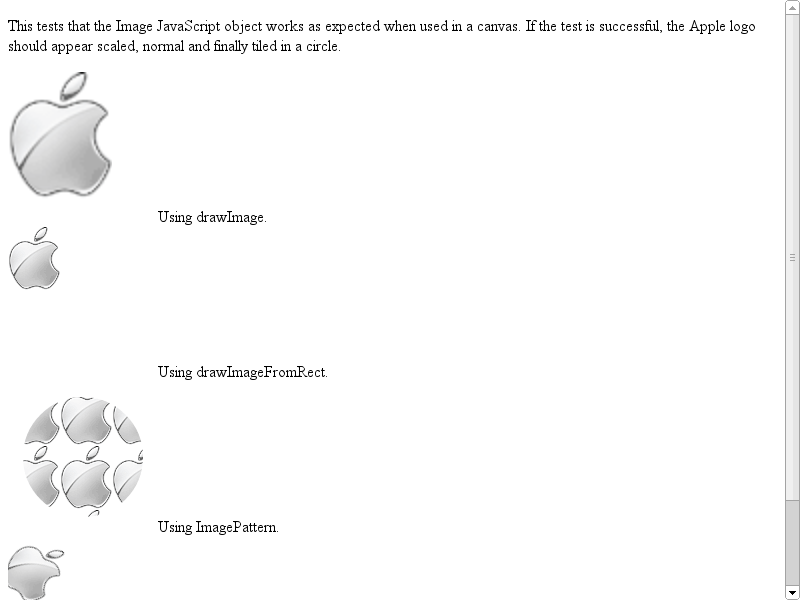 This tests that the Image JavaScript object works as expected when used in a canvas. If the test is successful, the Apple logo
should appear scaled, normal and finally tiled in a circle.
Using drawImage.
Using drawImageFromRect.
Using ImagePattern.